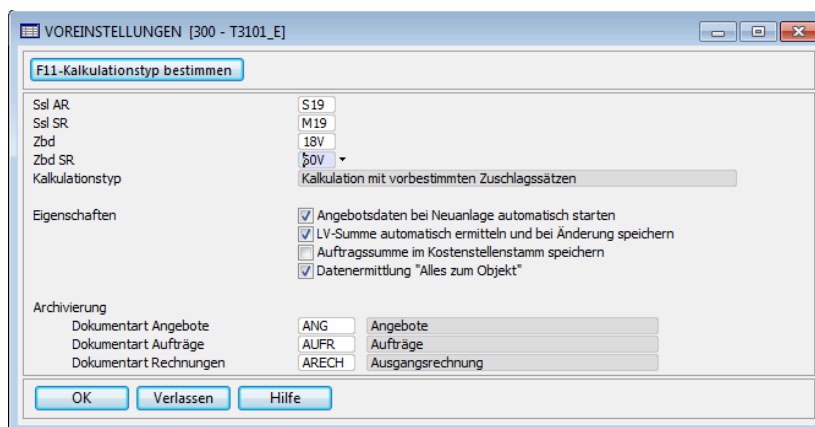 VOREINSTELLUNGEN [300 - T3101_E]
F11-Kalkulationstyp bestimmen
Ssl AR S19
Ssl SR M19
Zbd 18V
Zbd SR 60V
Kalkulationstyp Kalkulation mit vorbestimmten Zuschlagssätzen
Eigenschaften Angebotsdaten bei Neuanlage automatisch starten
LV-Summe automatisch ermitteln und bei Änderung speichern
Auftragssumme im Kostenstellenstamm speichern
Datenermittlung "Alles zum Objekt"
Archivierung
Dokumentart Angebote ANG Angebote
Dokumentart Aufträge AUFR Aufträge
Dokumentart Rechnungen ARECH Ausgangsrechnung
OK Verlassen Hilfe